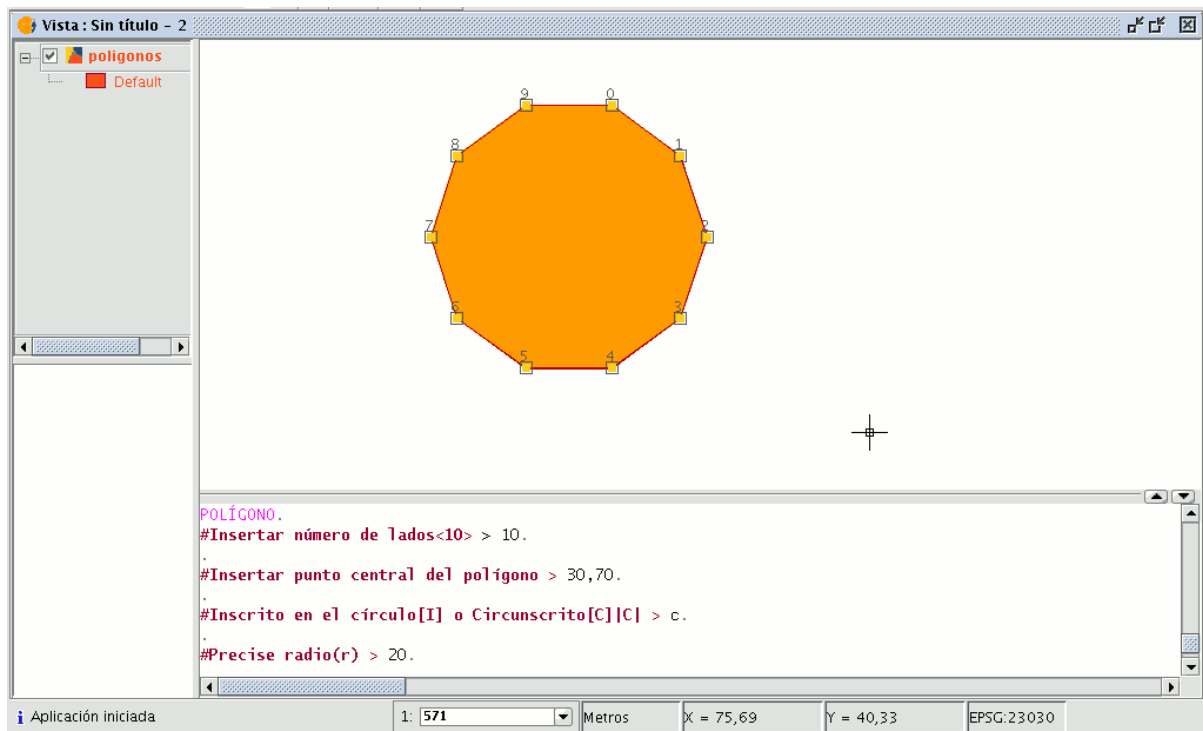 Vista : Sin título - 2
poligonos
Default
9 0
8 1
7 2
6 3
5 4
POLÍGONO.
#Insertar número de lados<10> > 10.
.
#Insertar punto central del polígono > 30,70.
.
#Inscrito en el círculo[I] o Circunscrito[C]|C| > c.
.
#Precise radio(r) > 20.
i Aplicación iniciada 1: 571 Metros X = 75,69 Y = 40,33 EPSG:23030